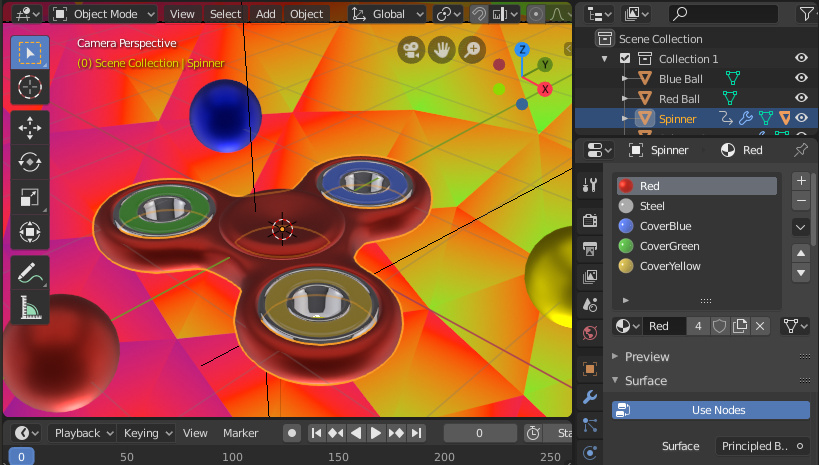 Object Mode View Select Add Object Global
Camera Perspective
(0) Scene Collection | Spinner
Z
Y
X
Scene Collection
Collection 1
Blue Ball
Red Ball
Spinner
Spinner Red
Red
Steel
CoverBlue
CoverGreen
CoverYellow
Red 4
Preview
Surface
Use Nodes
Surface Principled B..
Playback Keying View Marker 0 Sta
0 50 100 150 200 250